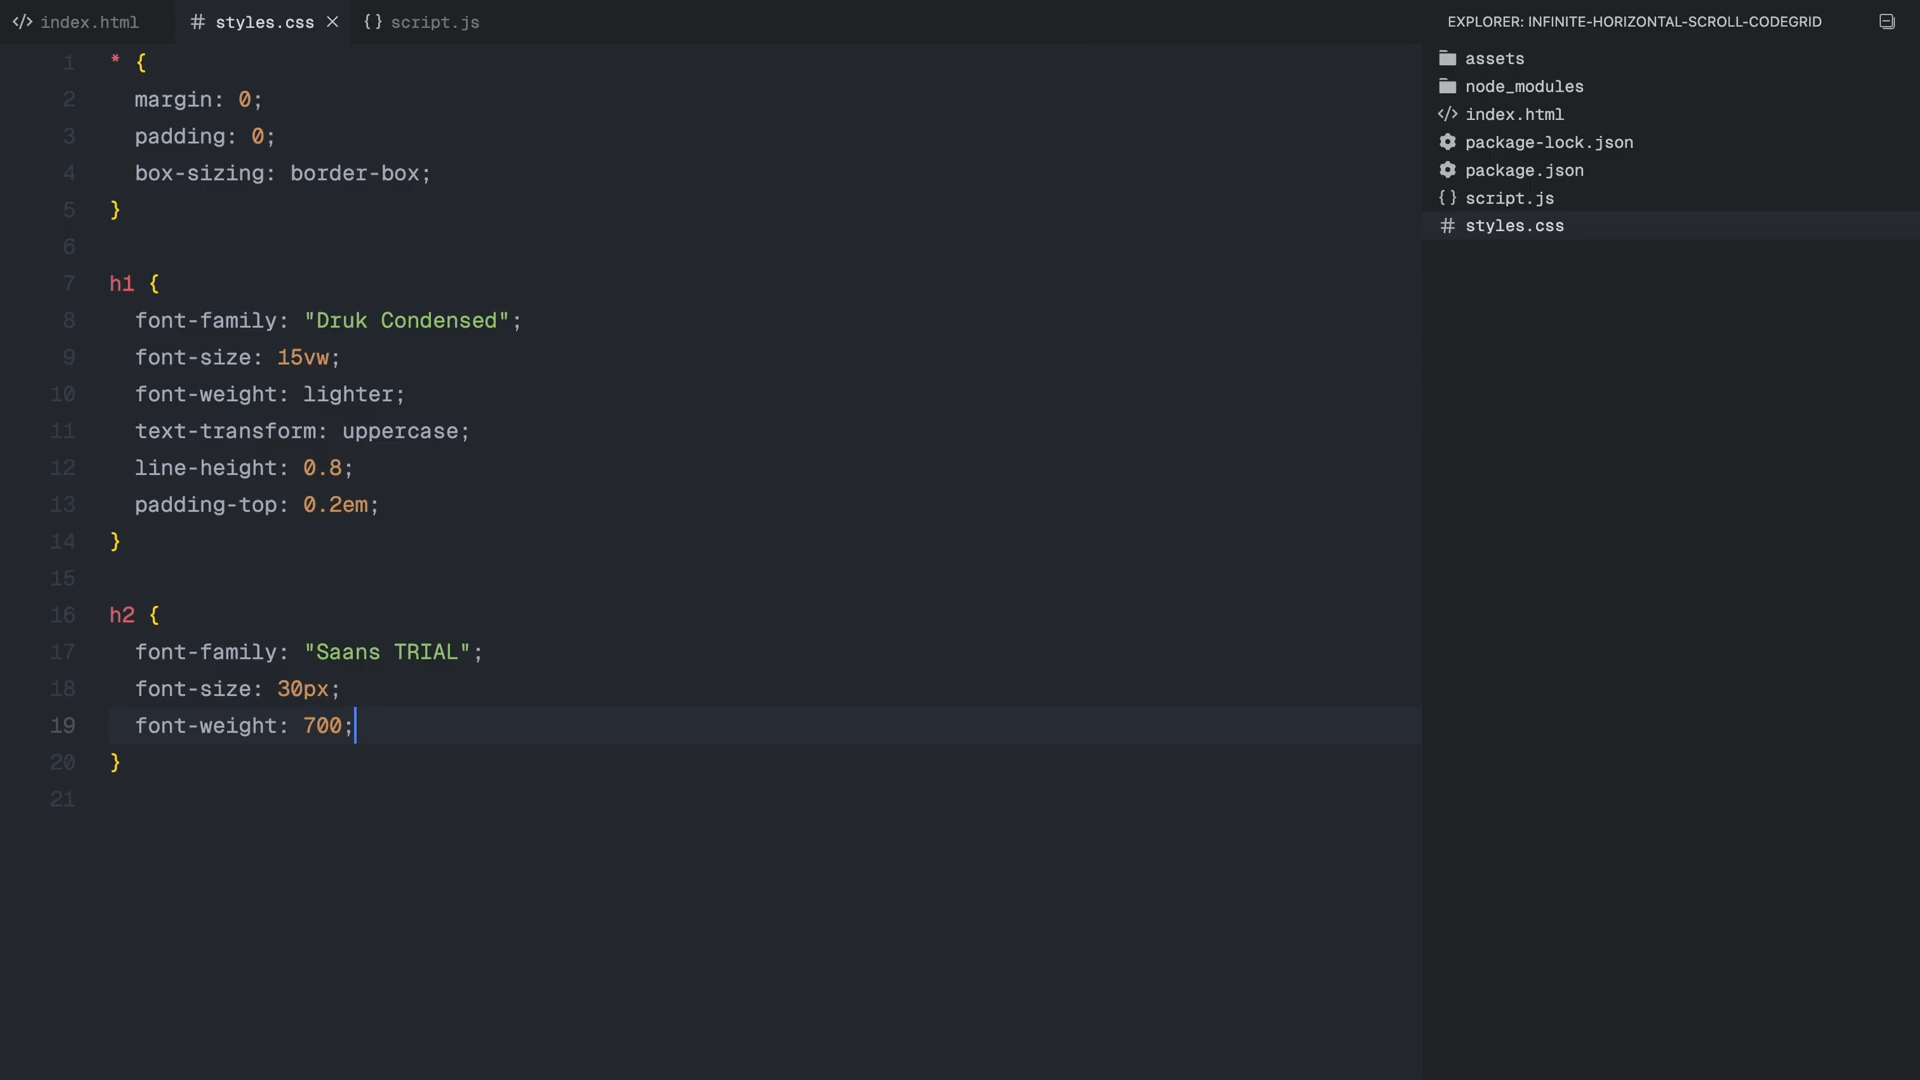 </> index.html # styles.css × {} script.js
1 * {
2 margin: 0;
3 padding: 0;
4 box-sizing: border-box;
5 }
6
7 h1 {
8 font-family: "Druk Condensed";
9 font-size: 15vw;
10 font-weight: lighter;
11 text-transform: uppercase;
12 line-height: 0.8;
13 padding-top: 0.2em;
14 }
15
16 h2 {
17 font-family: "Saans TRIAL";
18 font-size: 30px;
19 font-weight: 700;
20 }
21
EXPLORER: INFINITE-HORIZONTAL-SCROLL-CODEGRID
assets
node_modules
</> index.html
package-lock.json
package.json
{} script.js
# styles.css